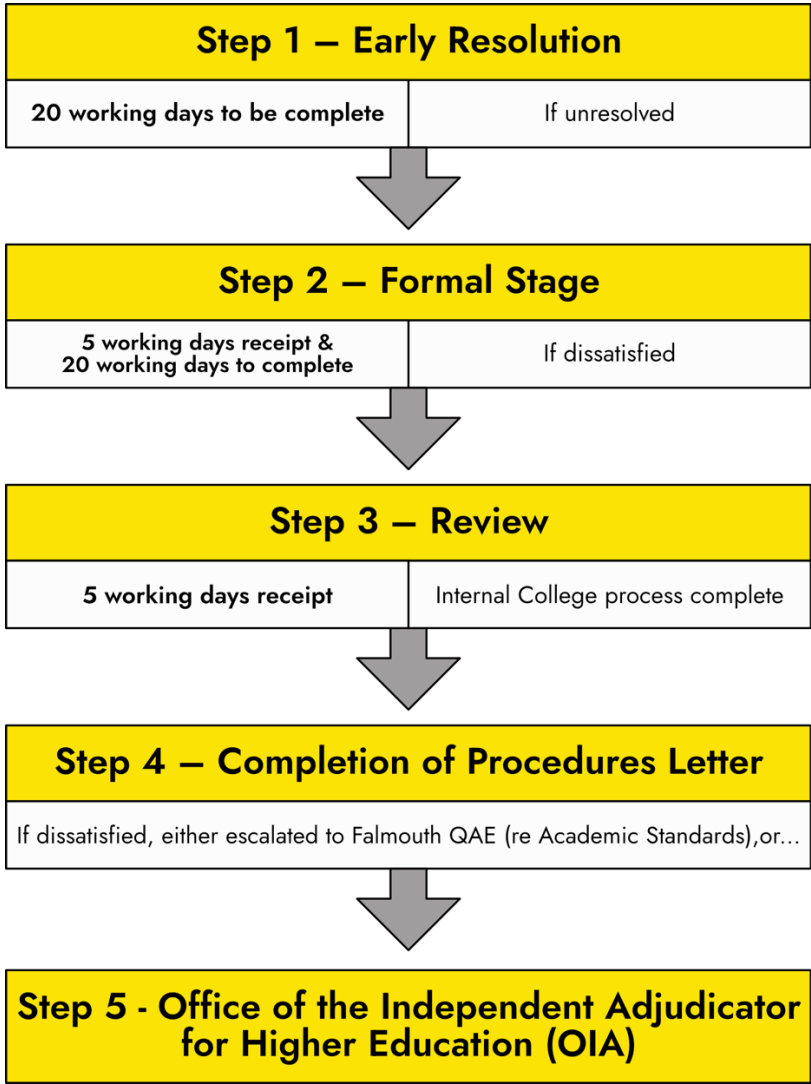 Step 1 – Early Resolution
20 working days to be complete
If unresolved
Step 2 – Formal Stage
5 working days receipt &
20 working days to complete
If dissatisfied
Step 3 – Review
5 working days receipt
Internal College process complete
Step 4 – Completion of Procedures Letter
If dissatisfied, either escalated to Falmouth QAE (re Academic Standards),or...
Step 5 - Office of the Independent Adjudicator
for Higher Education (OIA)